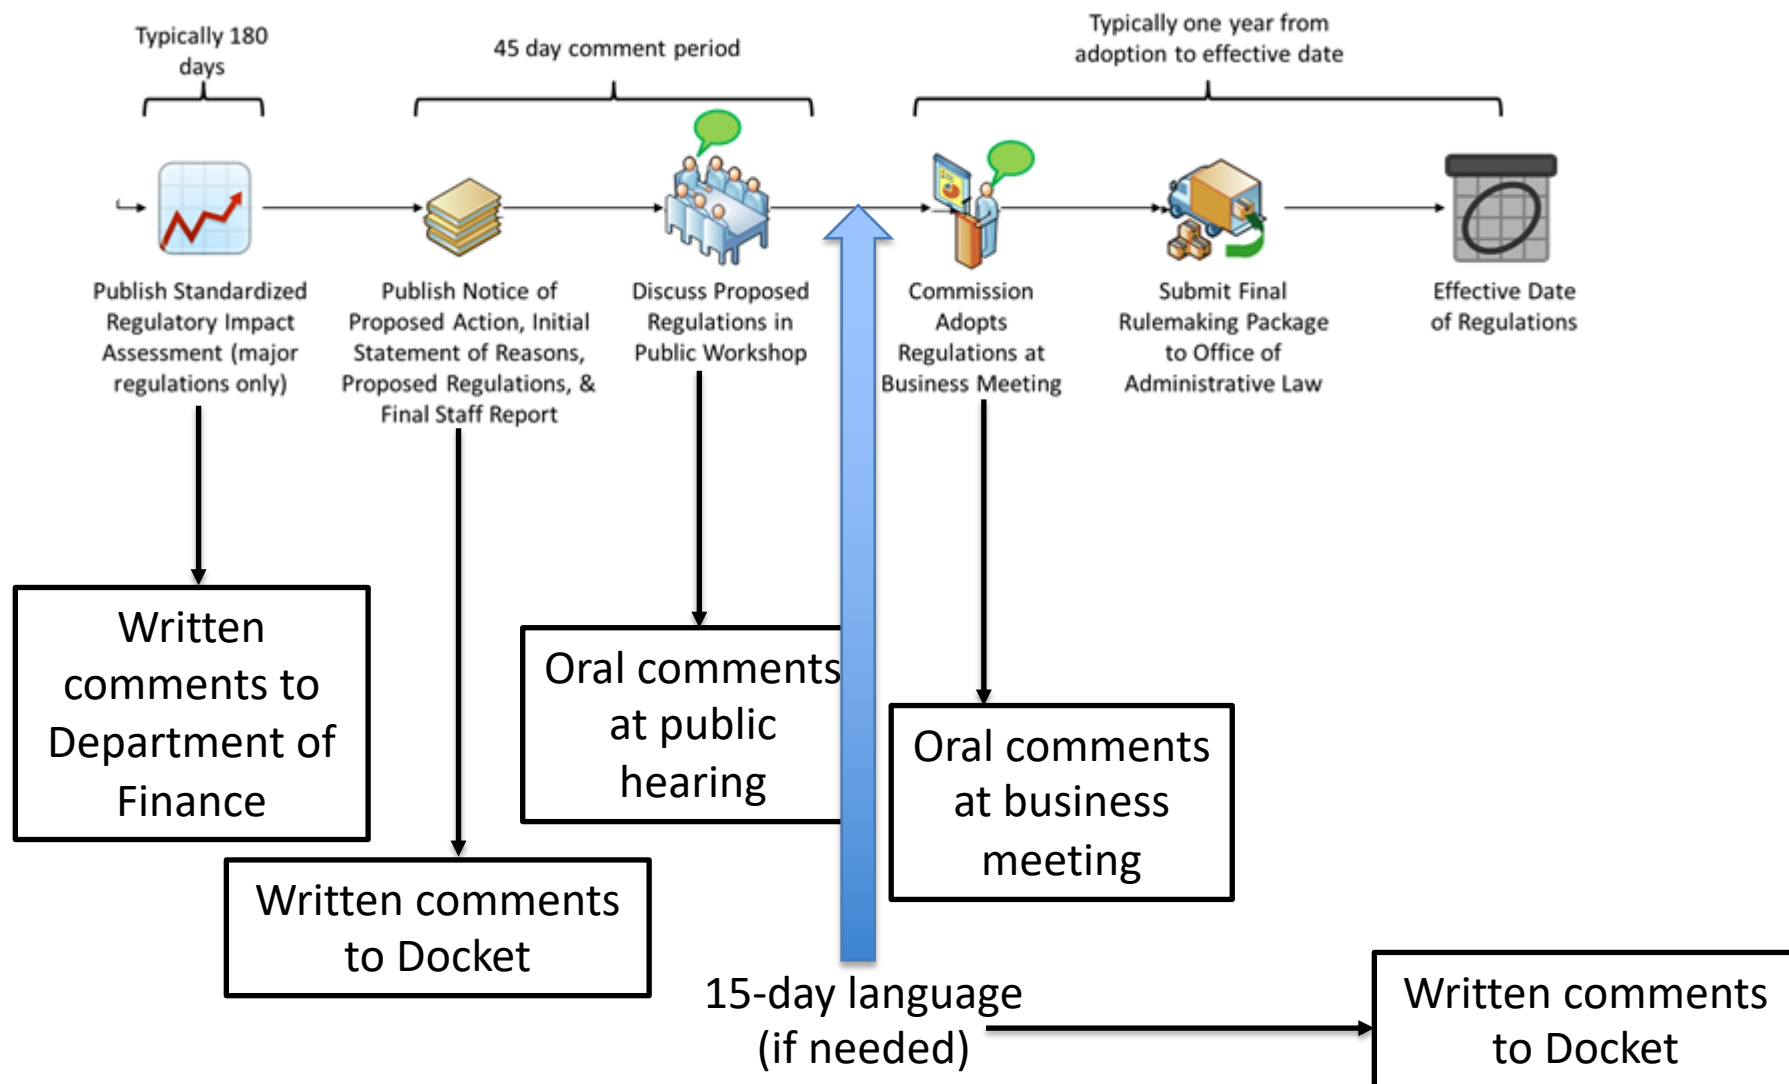 Typically 180
days
45 day comment period
Typically one year from
adoption to effective date
Publish Standardized
Regulatory Impact
Assessment (major
regulations only)
Publish Notice of
Proposed Action, Initial
Statement of Reasons,
Proposed Regulations, &
Final Staff Report
Discuss Proposed
Regulations in
Public Workshop
Commission
Adopts
Regulations at
Business Meeting
Submit Final
Rulemaking Package
to Office of
Administrative Law
Effective Date
of Regulations
Written
comments to
Department of
Finance
Written comments
to Docket
Oral comments
at public
hearing
Oral comments
at business
meeting
15-day language
(if needed)
Written comments
to Docket